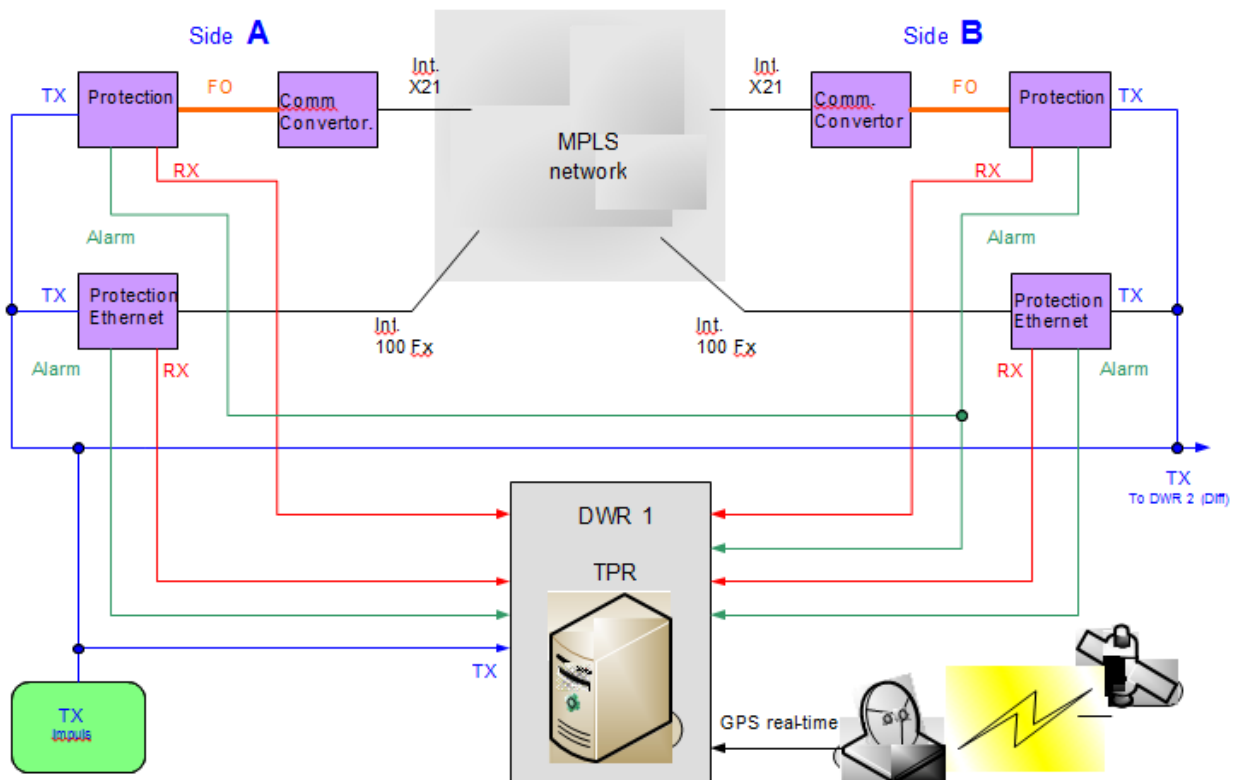 Side A
Side B
Int.
X21
Int.
X21
TX
Protection
FO
Comm
Convertor.
MPLS
network
Comm.
Convertor
FO
Protection
TX
RX
RX
Alarm
Alarm
TX
Protection
Ethernet
Int.
100 Fx
Int.
100 Fx
Protection
Ethernet
TX
Alarm
RX
RX
Alarm
TX
To DWR 2 (Diff)
DWR 1
TPR
TX
TX
Impuls
GPS real-time